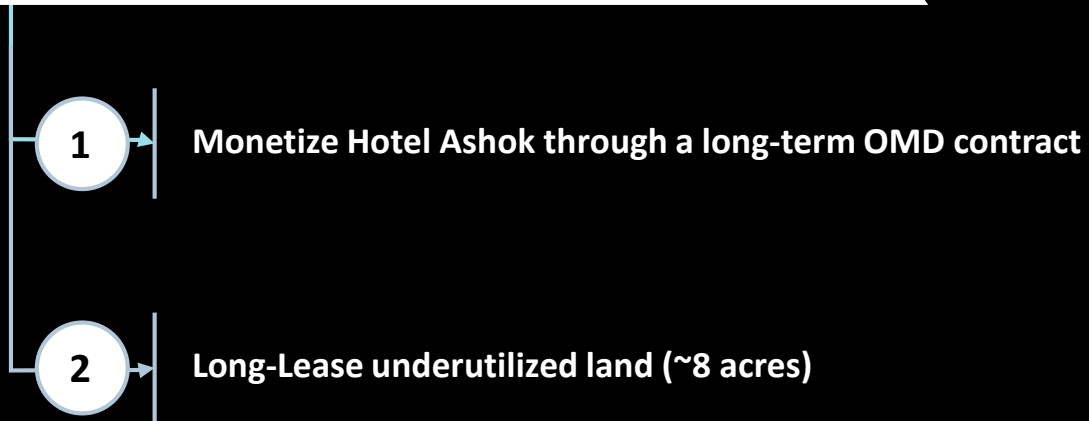 1
Monetize Hotel Ashok through a long-term OMD contract
2
Long-Lease underutilized land (~8 acres)